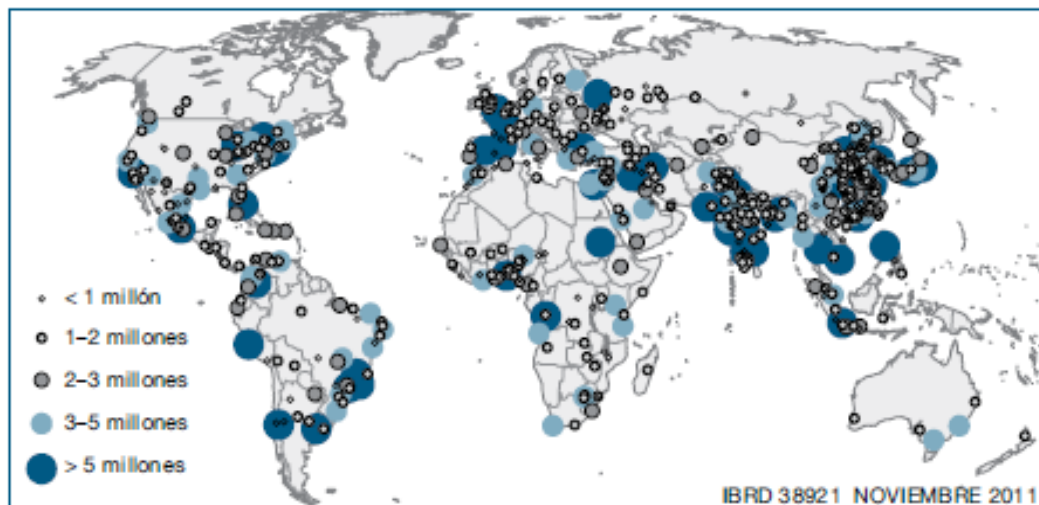 < 1 millón
1–2 millones
2–3 millones
3–5 millones
> 5 millones
IBRD 38921 NOVIEMBRE 2011